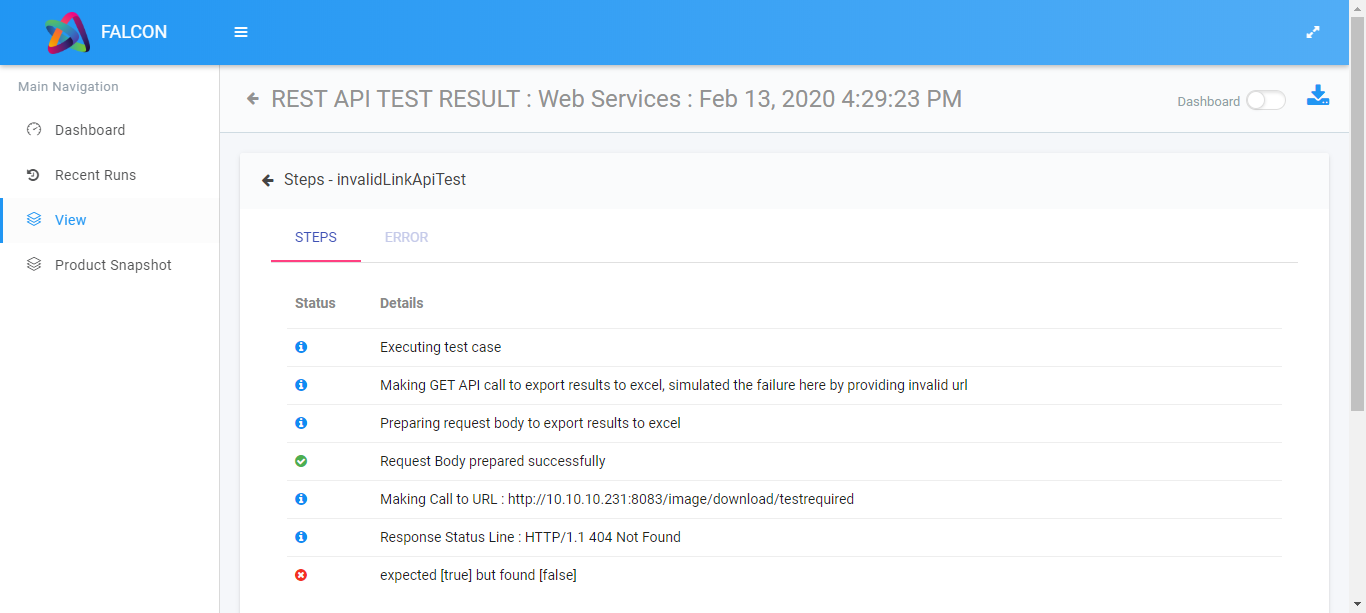 FALCON
Main Navigation
Dashboard
Recent Runs
View
Product Snapshot
REST API TEST RESULT : Web Services : Feb 13, 2020 4:29:23 PM
Dashboard
Steps - invalidLinkApiTest
STEPS ERROR
Status Details
Executing test case
Making GET API call to export results to excel, simulated the failure here by providing invalid url
Preparing request body to export results to excel
Request Body prepared successfully
Making Call to URL : http://10.10.10.231:8083/image/download/testrequired
Response Status Line : HTTP/1.1 404 Not Found
expected [true] but found [false]